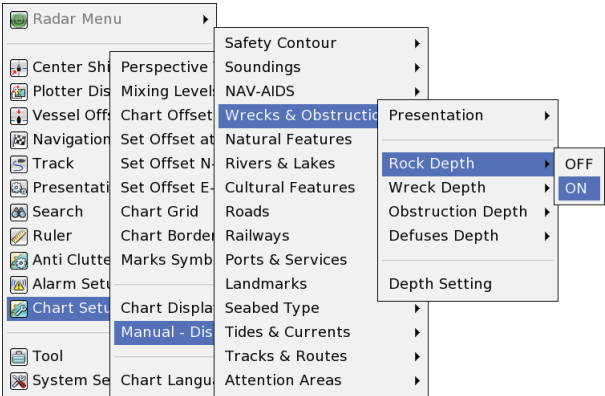 Radar Menu
Center Shi
Plotter Dis
Vessel Off
Navigation
Track
Presentati
Search
Ruler
Anti Clutte
Alarm Setu
Chart Setu
Tool
System Se
Perspective
Mixing Level
Chart Offset
Set Offset at
Set Offset N-
Set Offset E-
Chart Grid
Chart Border
Marks Symb
Chart Displa
Manual - Dis
Chart Langu
Safety Contour
Soundings
NAV-AIDS
Wrecks & Obstructio
Natural Features
Rivers & Lakes
Cultural Features
Roads
Railways
Ports & Services
Landmarks
Seabed Type
Tides & Currents
Tracks & Routes
Attention Areas
Presentation
Rock Depth
Wreck Depth
Obstruction Depth
Defuses Depth
Depth Setting
OFF
ON